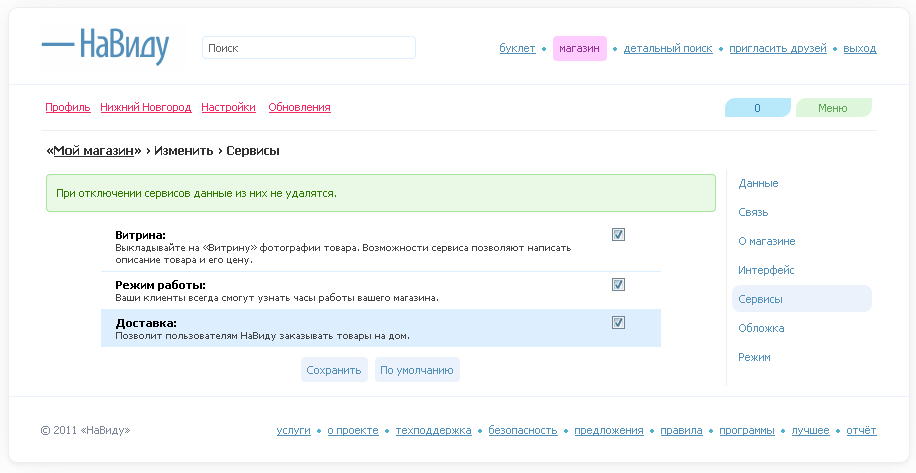 НаВиду
Поиск
буклет • магазин • детальный поиск • пригласить друзей • выход
Профиль Нижний Новгород Настройки Обновления
0 Меню
«Мой магазин» › Изменить › Сервисы
При отключении сервисов данные из них не удалятся.
Витрина:
Выкладывайте на «Витрину» фотографии товара. Возможности сервиса позволяют написать
описание товара и его цену.
Режим работы:
Ваши клиенты всегда смогут узнать часы работы вашего магазина.
Доставка:
Позволит пользователям НаВиду заказывать товары на дом.
Сохранить По умолчанию
Данные
Связь
О магазине
Интерфейс
Сервисы
Обложка
Режим
© 2011 «НаВиду»
услуги • о проекте • техподдержка • безопасность • предложения • правила • программы • лучшее • отчёт